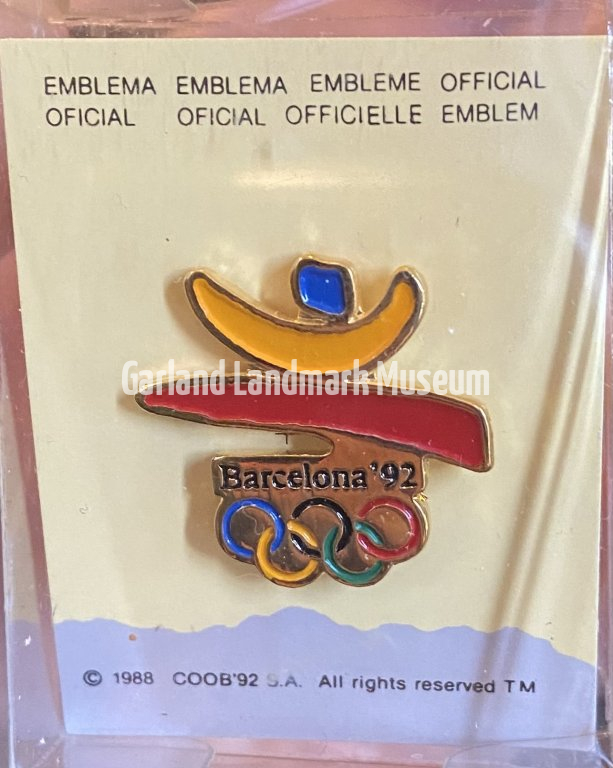 EMBLEMA EMBLEMA EMBLEME OFFICIAL
OFICIAL OFICIAL OFFICIELLE EMBLEM
Garland Landmark Museum
Barcelona '92
© 1988 COOB'92 S.A. All rights reserved TM